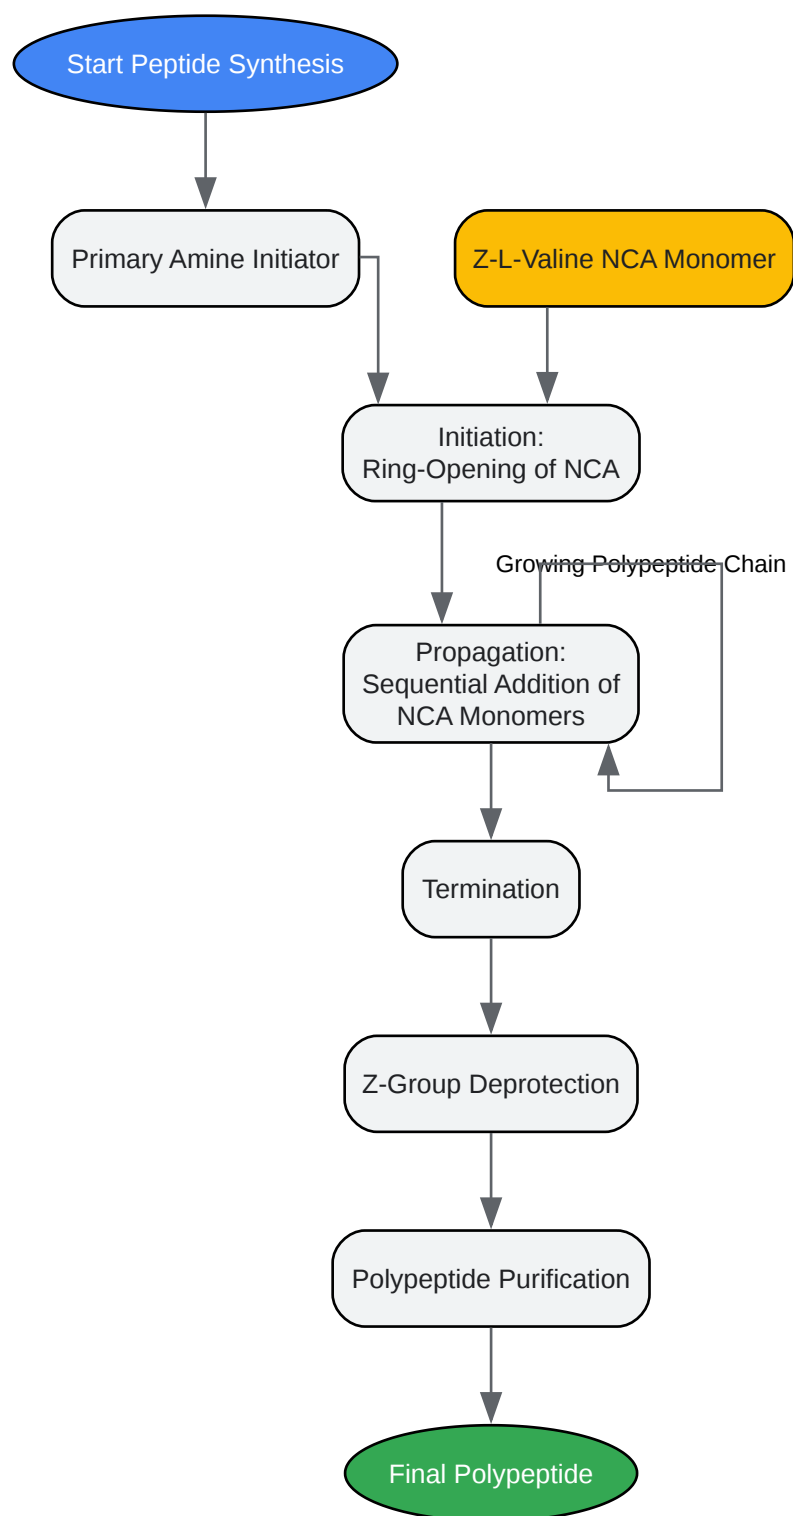 Start Peptide Synthesis
Primary Amine Initiator
Z-L-Valine NCA Monomer
Initiation:
Ring-Opening of NCA
Growing Polypeptide Chain
Propagation:
Sequential Addition of
NCA Monomers
Termination
Z-Group Deprotection
Polypeptide Purification
Final Polypeptide